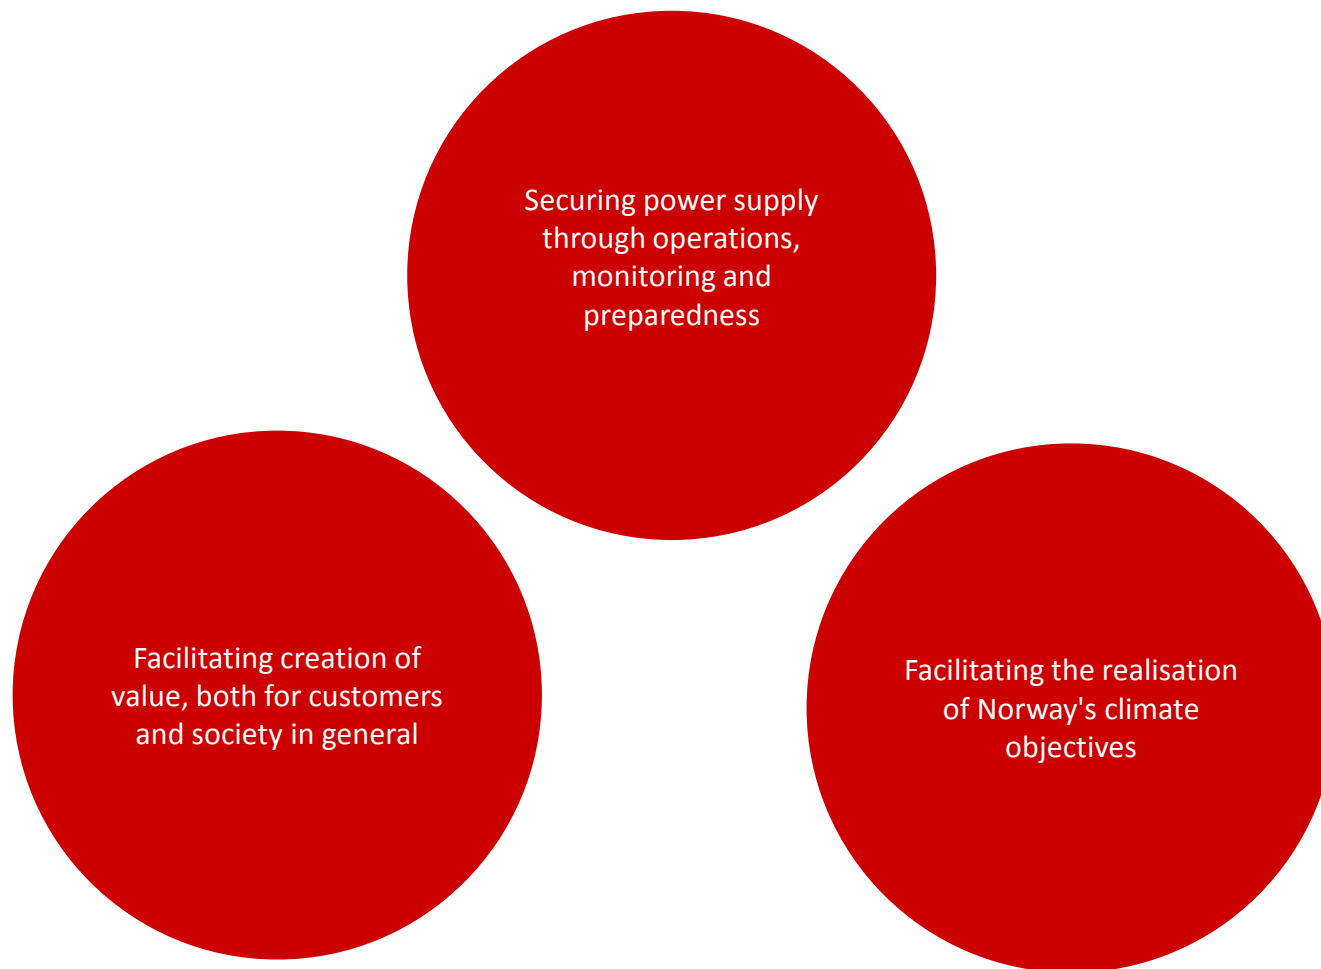 Securing power supply
through operations,
monitoring and
preparedness
Facilitating creation of
value, both for customers
and society in general
Facilitating the realisation
of Norway's climate
objectives